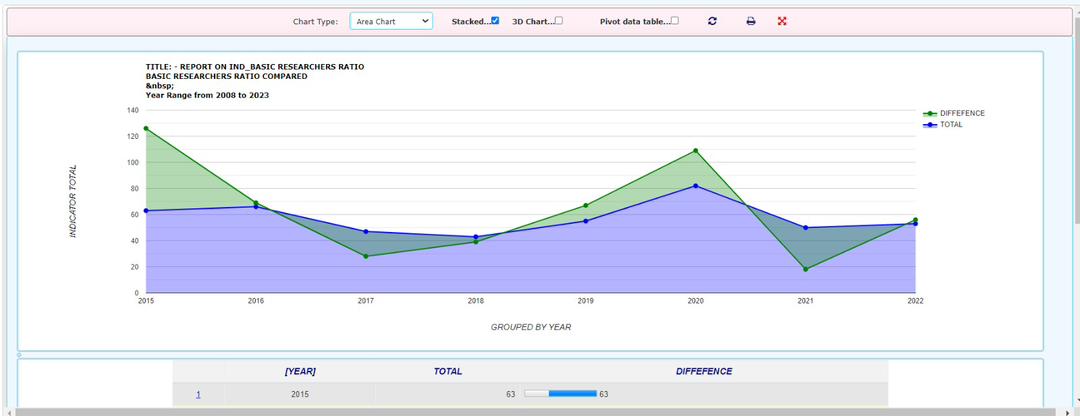 Chart Type: Area Chart Stacked... 3D Chart... Pivot data table...
TITLE: - REPORT ON IND_BASIC RESEARCHERS RATIO
BASIC RESEARCHERS RATIO COMPARED
&nbsp;
Year Range from 2008 to 2023
140
120
100
80
60
40
20
0
INDICATOR TOTAL
DIFFEFENCE
TOTAL
2015 2016 2017 2018 2019 2020 2021 2022
GROUPED BY YEAR
[YEAR] TOTAL DIFFEFENCE
1 2015 63 63